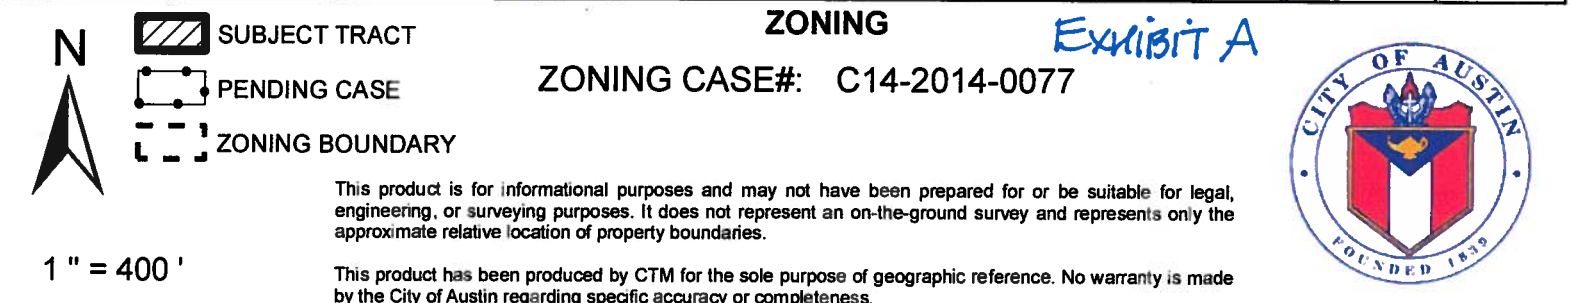 N
SUBJECT TRACT
PENDING CASE
ZONING BOUNDARY
1 " = 400 '
ZONING
EXHIBIT A
ZONING CASE#: C14-2014-0077
This product is for informational purposes and may not have been prepared for or be suitable for legal,
engineering, or surveying purposes. It does not represent an on-the-ground survey and represents only the
approximate relative location of property boundaries.
This product has been produced by CTM for the sole purpose of geographic reference. No warranty is made
by the City of Austin regarding specific accuracy or completeness.
CITY OF AUSTIN
FOUNDED 1839